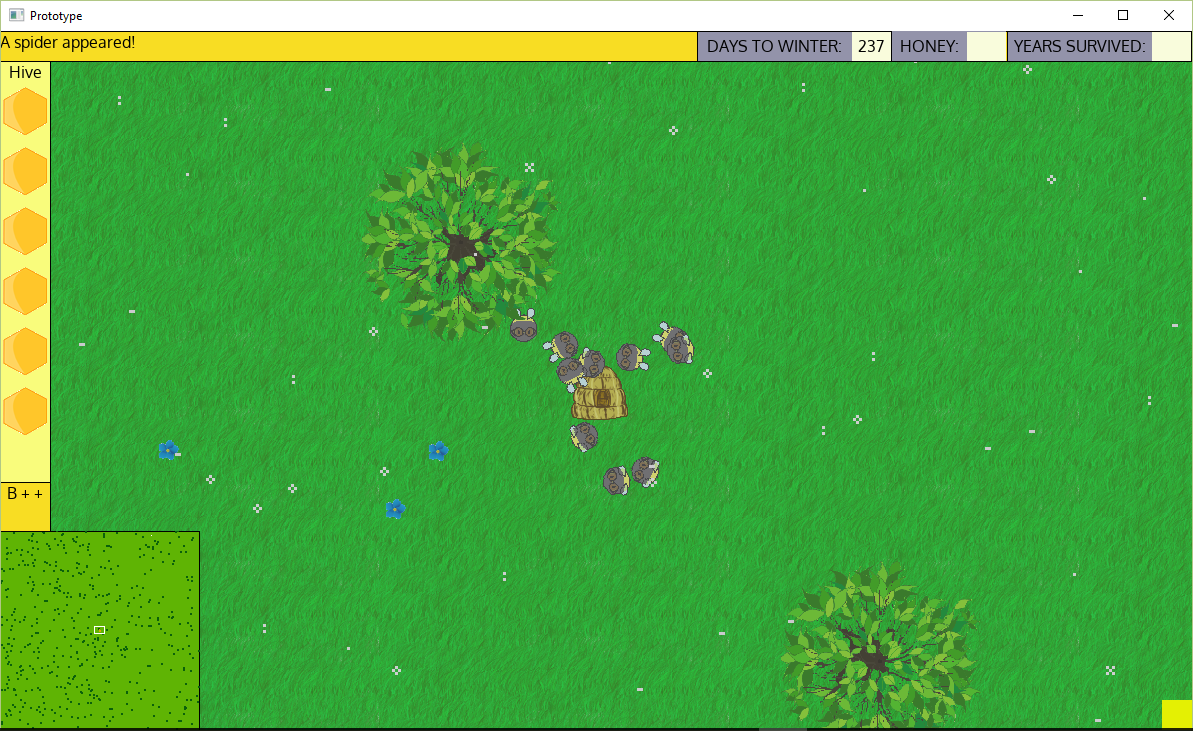 Prototype
A spider appeared!
DAYS TO WINTER: 237 HONEY: YEARS SURVIVED:
Hive
B + +